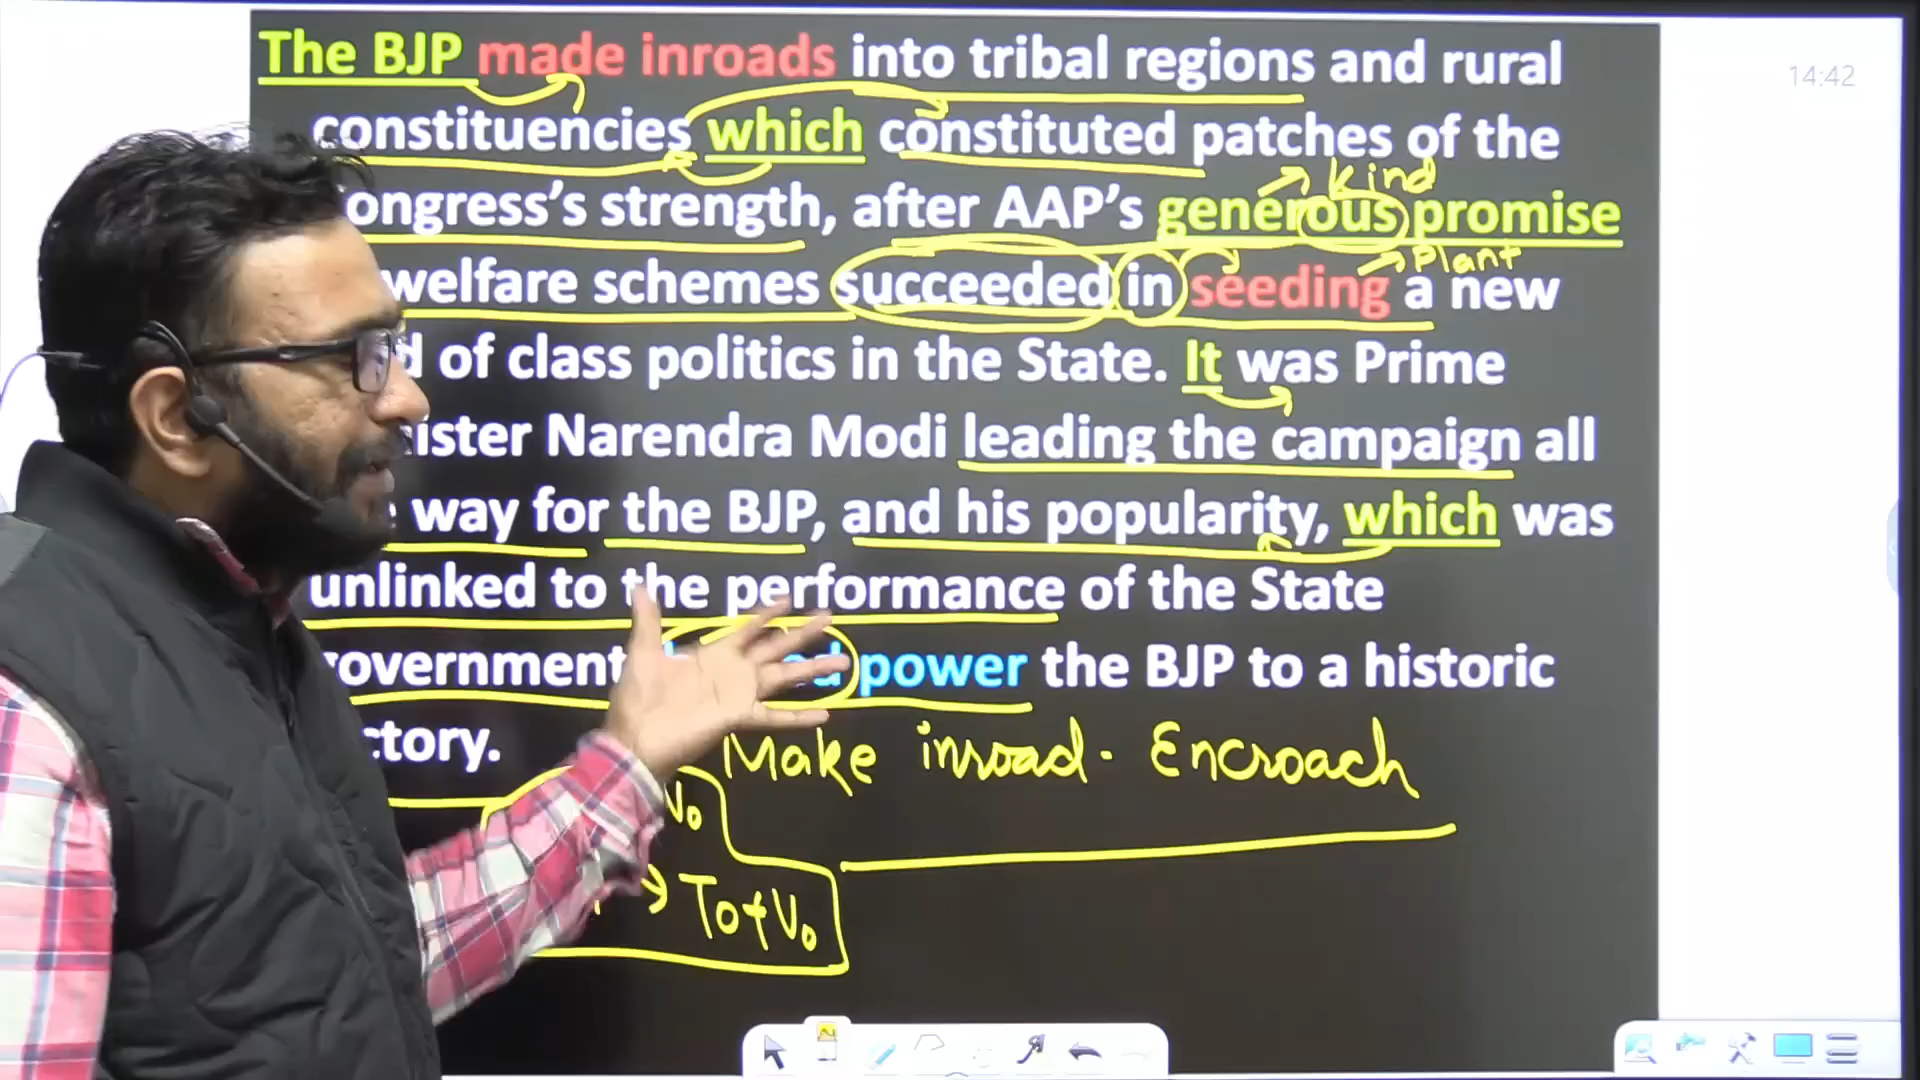 The BJP made inroads into tribal regions and rural
14:42
constituencies which constituted patches of the
Kind
ongress's strength, after AAP's generous promise
Plant
welfare schemes succeeded in seeding a new
d of class politics in the State. It was Prime
ister Narendra Modi leading the campaign all
way for the BJP, and his popularity, which was
unlinked to the performance of the State
overnment power the BJP to a historic
ctory.
Make inroad. Encroach
V₀
→ To+V₀